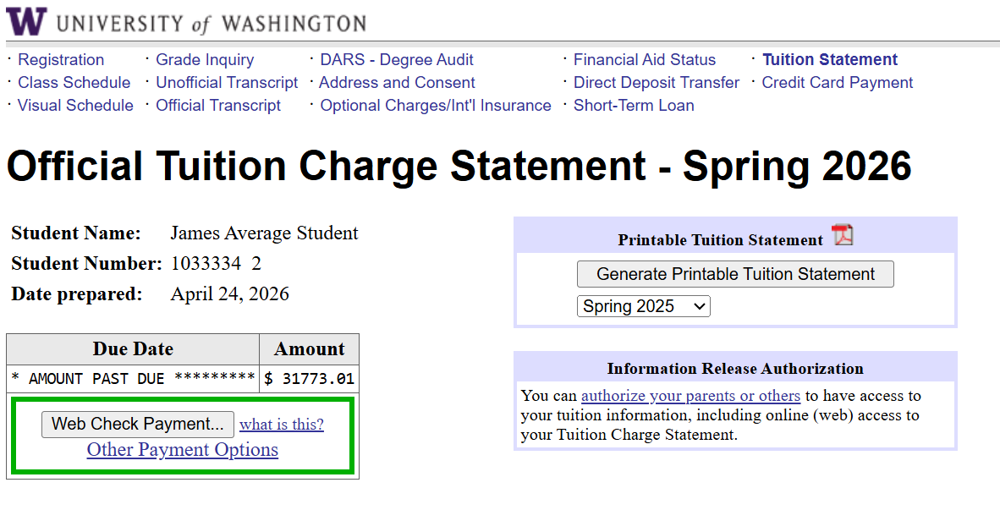 W UNIVERSITY of WASHINGTON
· Registration · Grade Inquiry · DARS - Degree Audit · Financial Aid Status · Tuition Statement
· Class Schedule · Unofficial Transcript · Address and Consent · Direct Deposit Transfer · Credit Card Payment
· Visual Schedule · Official Transcript · Optional Charges/Int'l Insurance · Short-Term Loan
Official Tuition Charge Statement - Spring 2026
Student Name: James Average Student
Student Number: 1033334 2
Date prepared: April 24, 2026
Due Date Amount
* AMOUNT PAST DUE ********* $ 31773.01
Web Check Payment... what is this?
Other Payment Options
Printable Tuition Statement
Generate Printable Tuition Statement
Spring 2025
Information Release Authorization
You can authorize your parents or others to have access to
your tuition information, including online (web) access to
your Tuition Charge Statement.